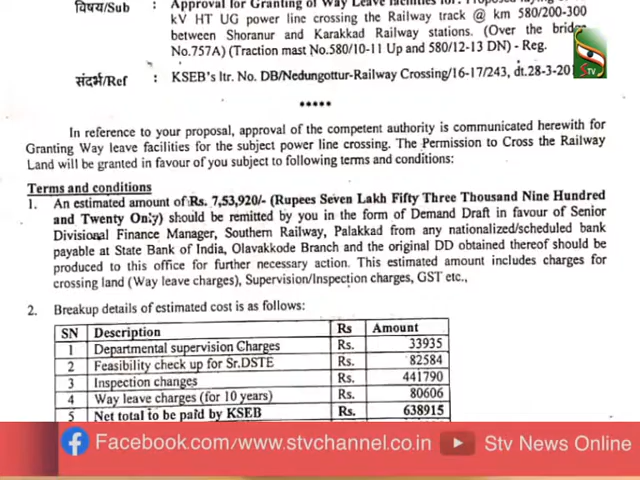 विषय/Sub : Approval for Granting of Way Leave facilities for: Proposed laying of
kV HT UG power line crossing the Railway track @ km 580/200-300
between Shoranur and Karakkad Railway stations. (Over the bridge
No.757A) (Traction mast No.580/10-11 Up and 580/12-13 DN) - Reg.
संदर्भ/Ref : KSEB's ltr. No. DB/Nedungottur-Railway Crossing/16-17/243, dt.28-3-20
*****
In reference to your proposal, approval of the competent authority is communicated herewith for
Granting Way leave facilities for the subject power line crossing. The Permission to Cross the Railway
Land will be granted in favour of you subject to following terms and conditions:
Terms and conditions
1. An estimated amount of Rs. 7,53,920/- (Rupees Seven Lakh Fifty Three Thousand Nine Hundred
and Twenty Only) should be remitted by you in the form of Demand Draft in favour of Senior
Divisional Finance Manager, Southern Railway, Palakkad from any nationalized/scheduled bank
payable at State Bank of India, Olavakkode Branch and the original DD obtained thereof should be
produced to this office for further necessary action. This estimated amount includes charges for
crossing land (Way leave charges), Supervision/Inspection charges, GST etc.,
2. Breakup details of estimated cost is as follows:
SN Description Rs Amount
1 Departmental supervision Charges Rs. 33935
2 Feasibility check up for Sr.DSTE Rs. 82584
3 Inspection changes Rs. 441790
4 Way leave charges (for 10 years) Rs. 80606
5 Net total to be paid by KSEB Rs. 638915
STV
Facebook.com/www.stvchannel.co.in Stv News Online